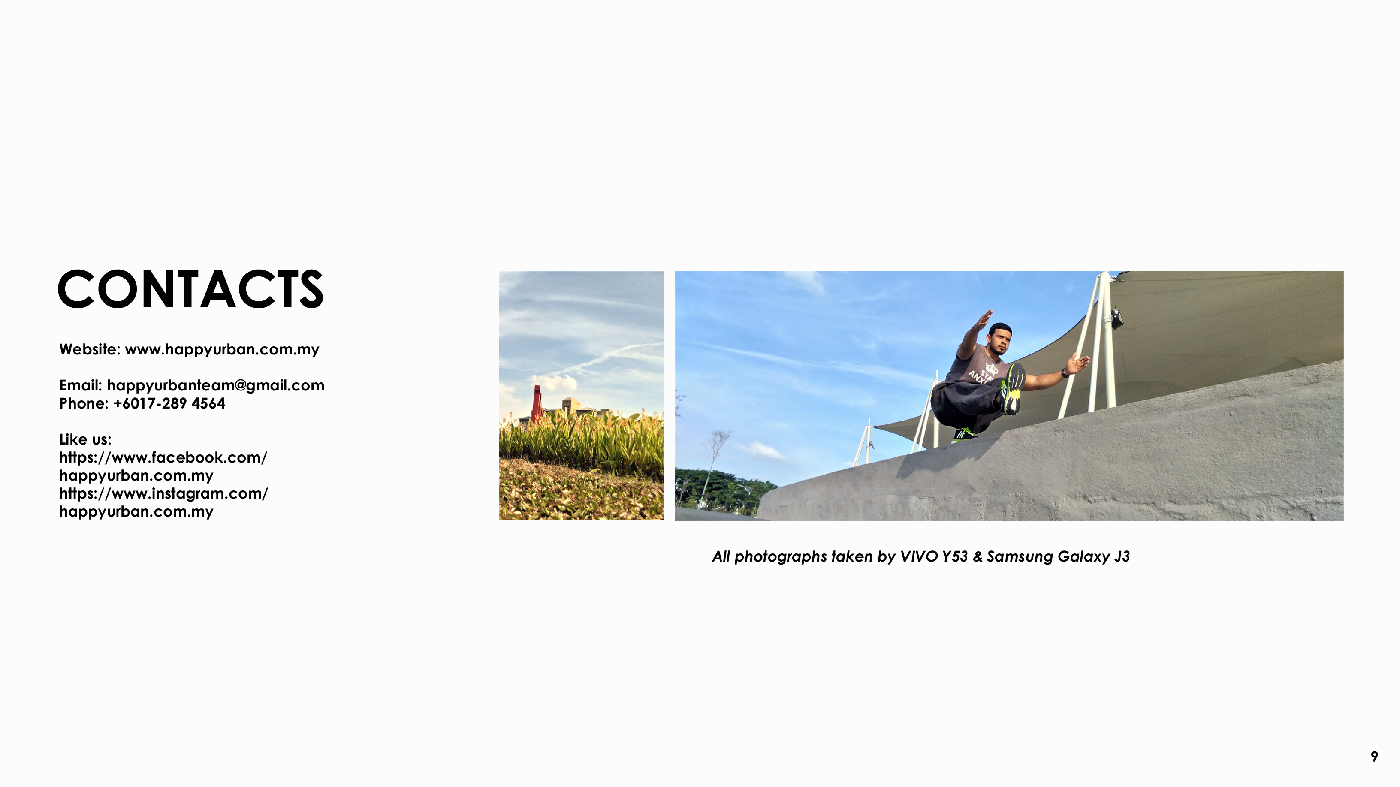 CONTACTS
Website: www.happyurban.com.my
Email: happyurbanteam@gmail.com
Phone: +6017-289 4564
Like us:
https://www.facebook.com/
happyurban.com.my
https://www.instagram.com/
happyurban.com.my
All photographs taken by VIVO Y53 & Samsung Galaxy J3
9